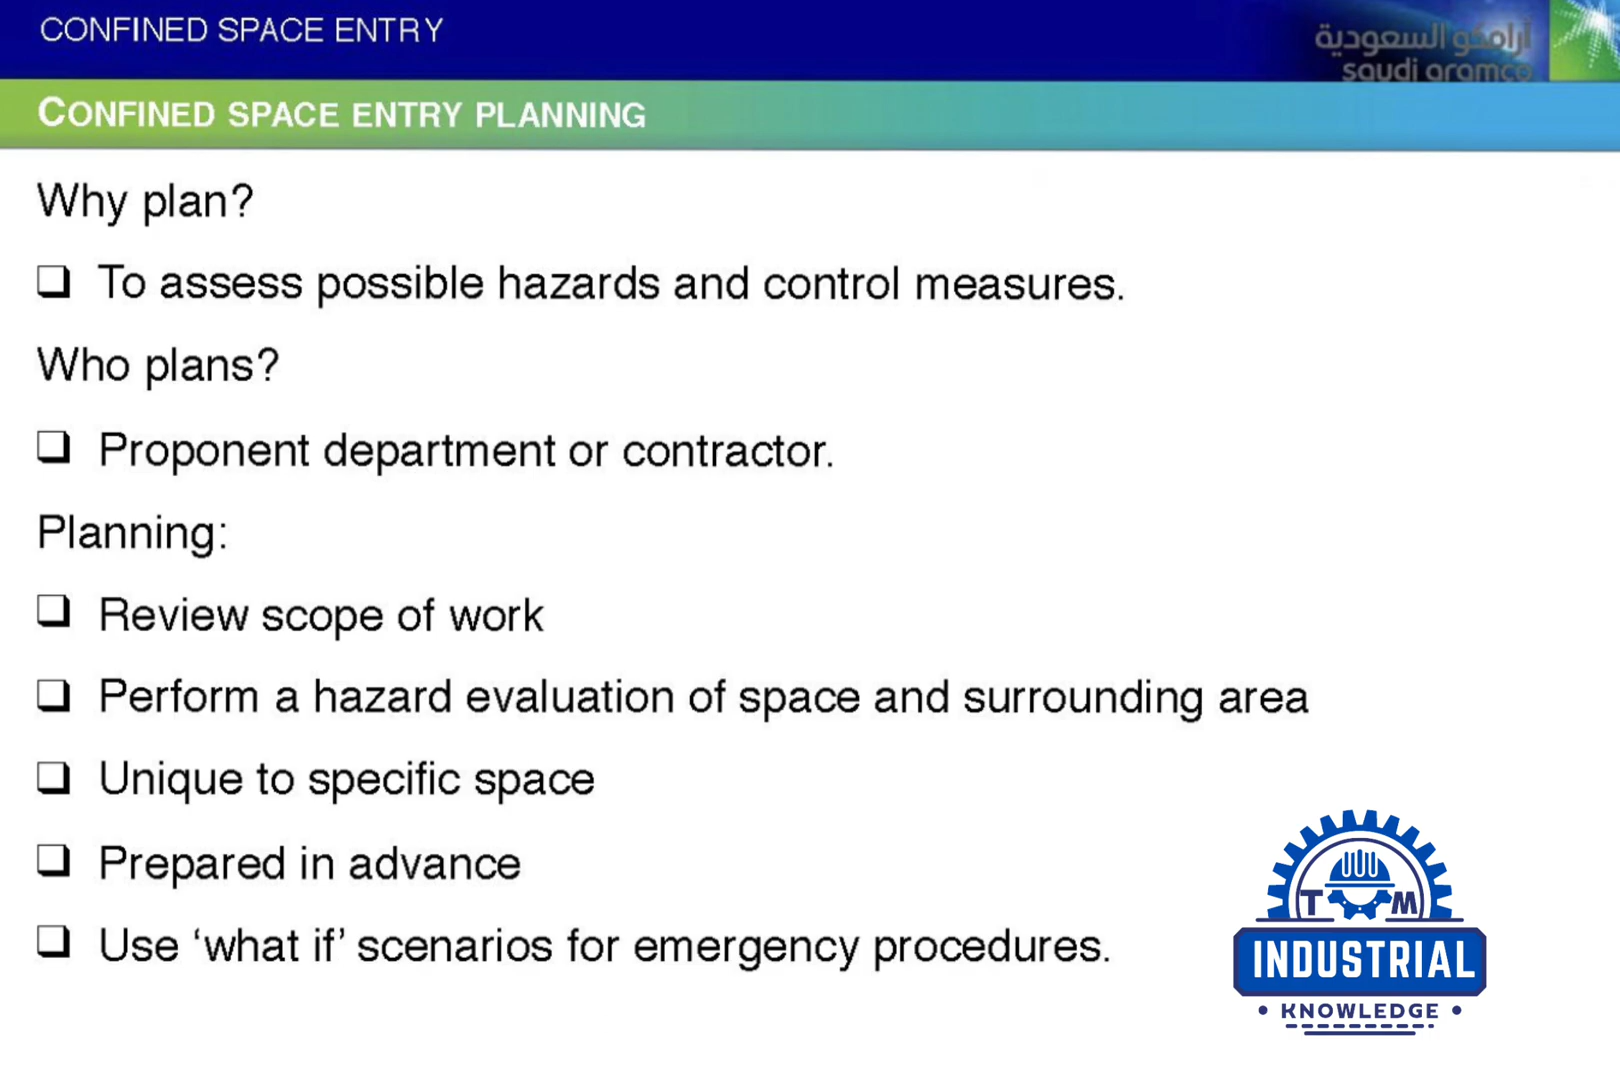 CONFINED SPACE ENTRY
أرامكو السعودية
saudi aramco
CONFINED SPACE ENTRY PLANNING
Why plan?
❑ To assess possible hazards and control measures.
Who plans?
❑ Proponent department or contractor.
Planning:
❑ Review scope of work
❑ Perform a hazard evaluation of space and surrounding area
❑ Unique to specific space
❑ Prepared in advance
❑ Use ‘what if’ scenarios for emergency procedures.
T M
INDUSTRIAL
• KNOWLEDGE •